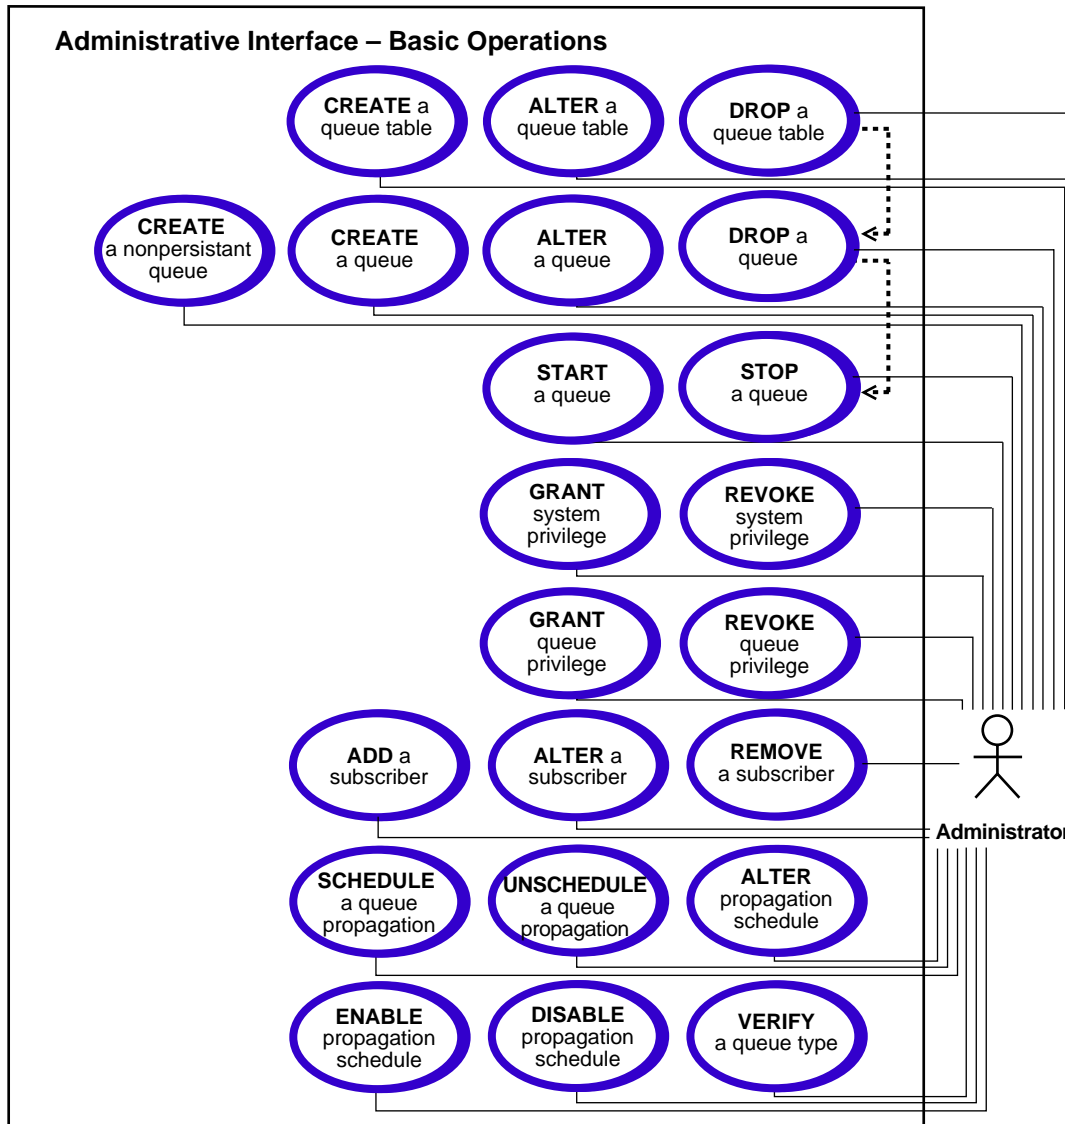 Administrative Interface – Basic Operations
CREATE a
queue table
ALTER a
queue table
DROP a
queue table
CREATE
a nonpersistant
queue
CREATE
a queue
ALTER
a queue
DROP a
queue
START
a queue
STOP
a queue
GRANT
system
privilege
REVOKE
system
privilege
GRANT
queue
privilege
REVOKE
queue
privilege
ADD a
subscriber
ALTER a
subscriber
REMOVE
a subscriber
Administrator
SCHEDULE
a queue
propagation
UNSCHEDULE
a queue
propagation
ALTER
propagation
schedule
ENABLE
propagation
schedule
DISABLE
propagation
schedule
VERIFY
a queue type